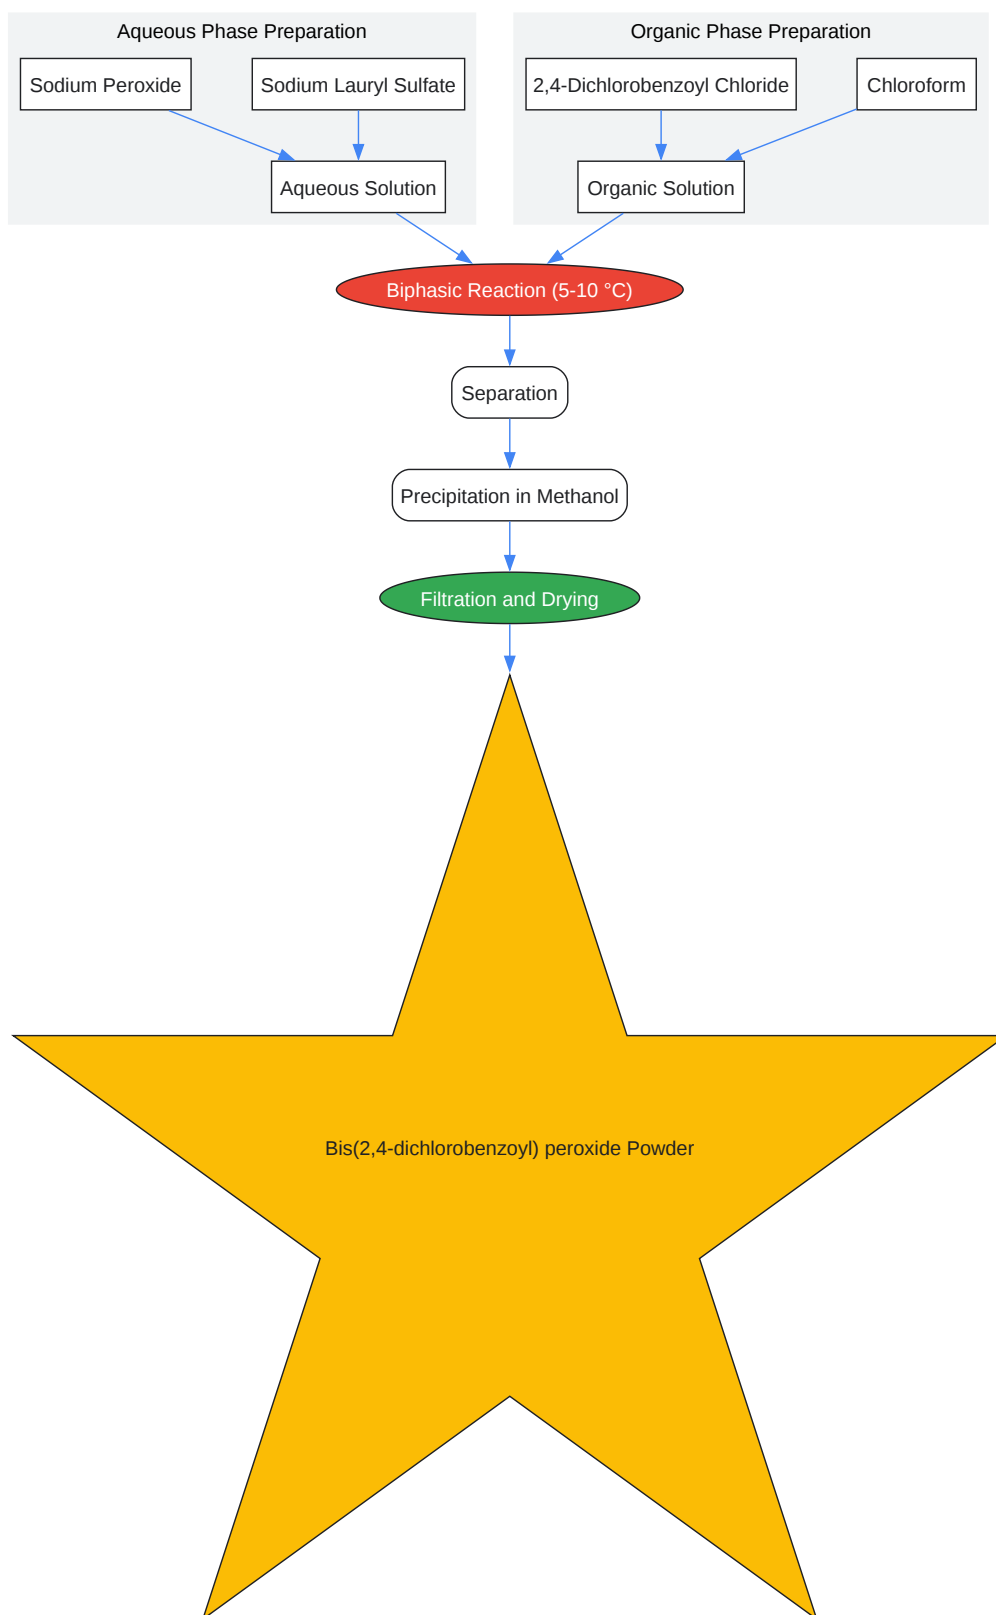 Aqueous Phase Preparation
Organic Phase Preparation
Sodium Peroxide
Sodium Lauryl Sulfate
2,4-Dichlorobenzoyl Chloride
Chloroform
Aqueous Solution
Organic Solution
Biphasic Reaction (5-10 °C)
Separation
Precipitation in Methanol
Filtration and Drying
Bis(2,4-dichlorobenzoyl) peroxide Powder